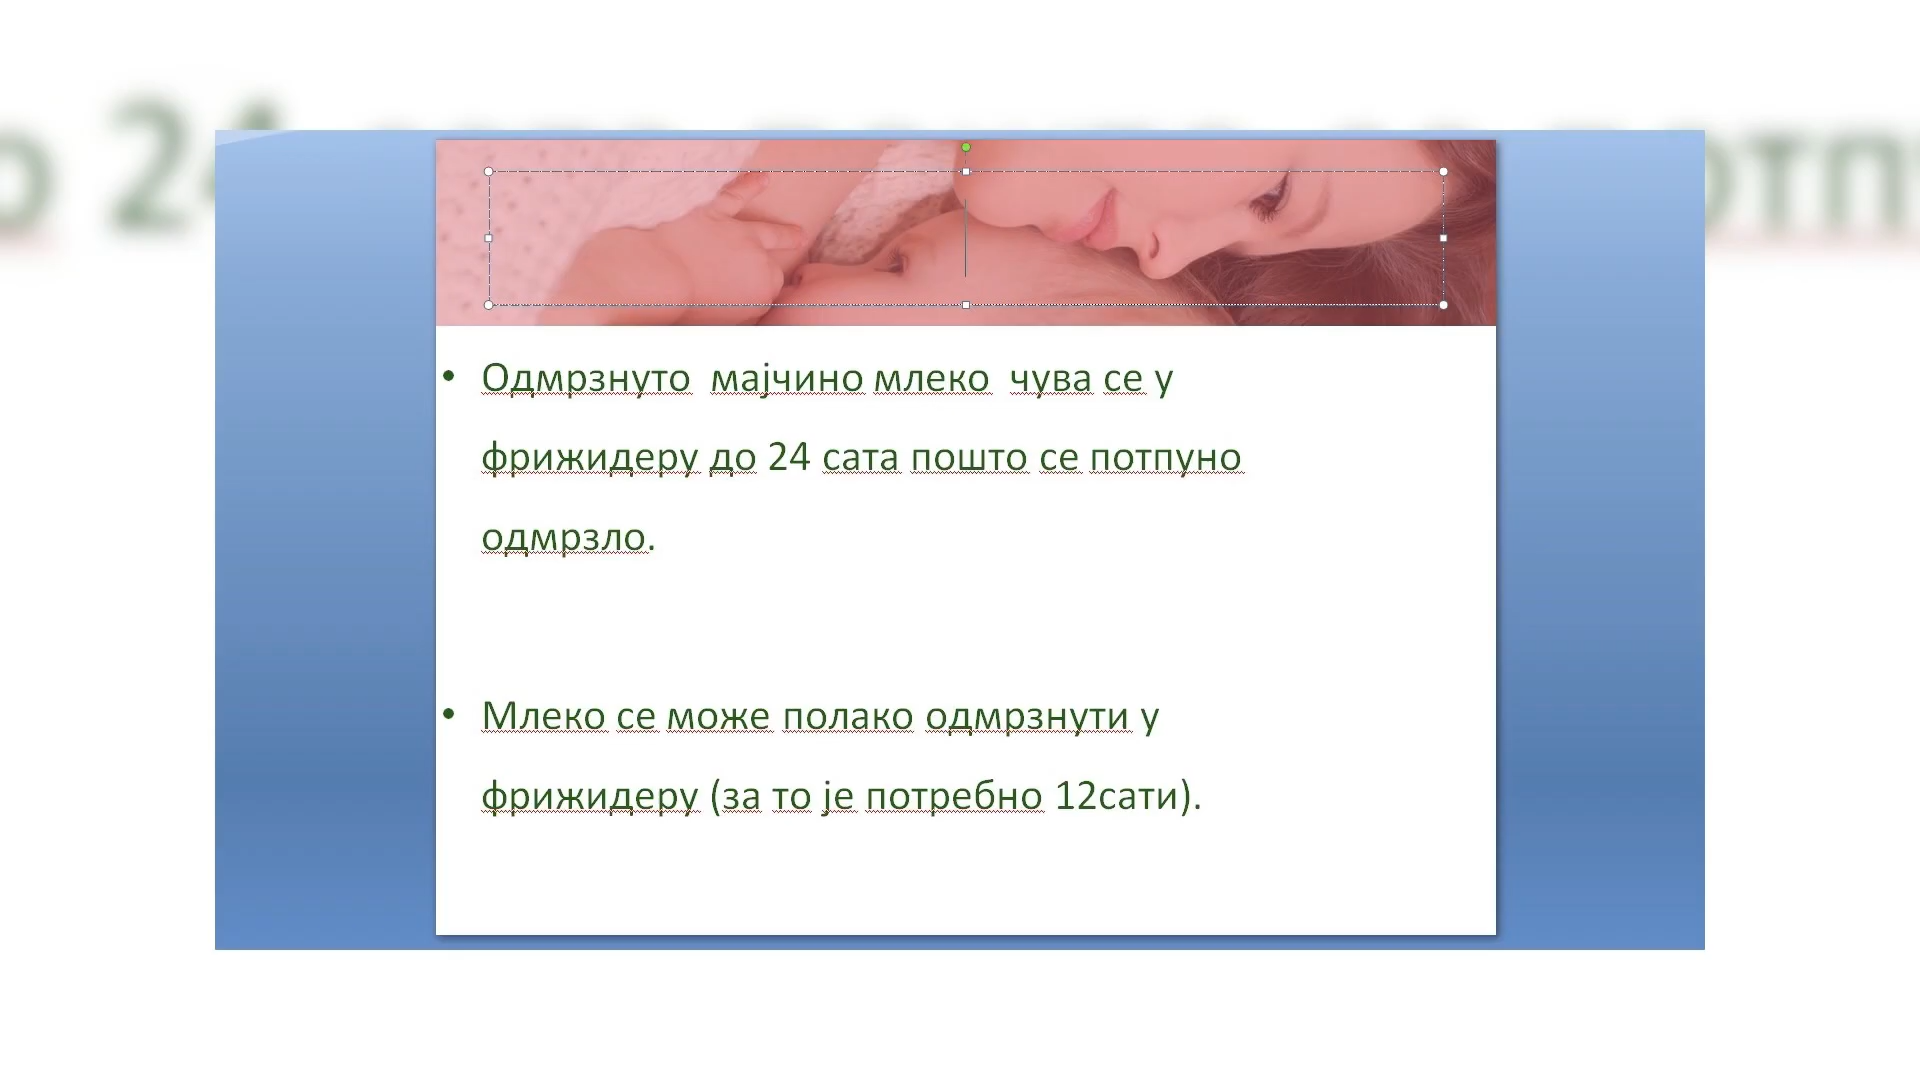 • Одмрзнуто мајчино млеко чува се у
фрижидеру до 24 сата пошто се потпуно
одмрзло.
• Млеко се може полако одмрзнути у
фрижидеру (за то је потребно 12сати).